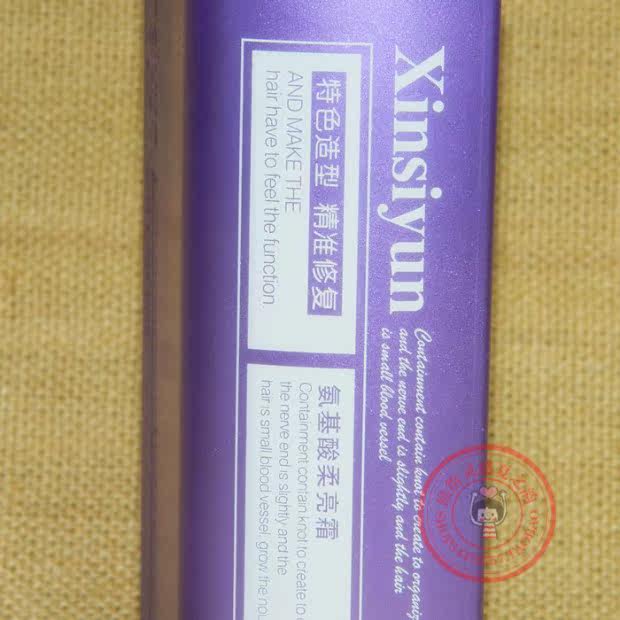 Xinsiyun
Containment contain knot to create to organiz
and the nerve end is slightly and the hair
is small blood vessel
特色造型 精准修复
AND MAKE THE
hair have to feel the function.
氨基酸柔亮霜
Containment contain knot to create to
the nerve end is slightly and the
hair is small blood vessel. grow the nou